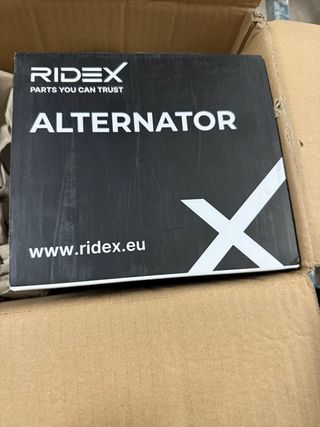 RIDEX
PARTS YOU CAN TRUST
ALTERNATOR
www.ridex.eu